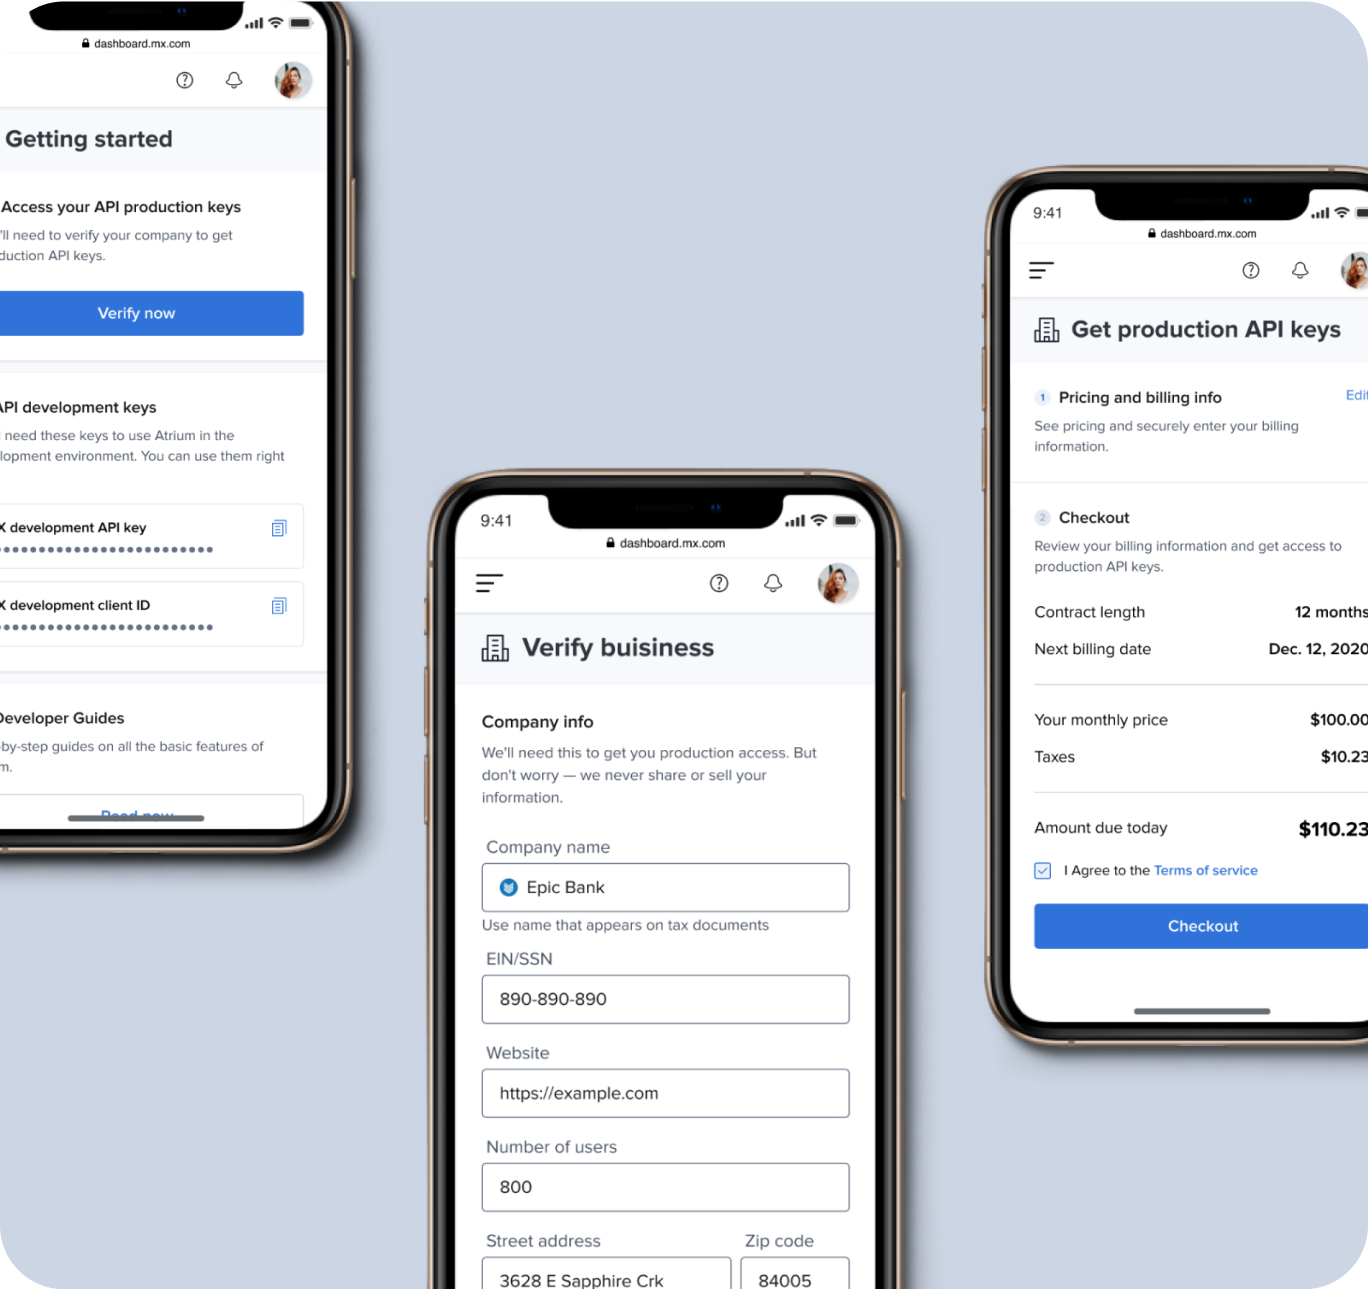 dashboard.mx.com
Getting started
Access your API production keys
'll need to verify your company to get
duction API keys.
Verify now
API development keys
need these keys to use Atrium in the
lopment environment. You can use them right
X development API key
X development client ID
Developer Guides
-by-step guides on all the basic features of
m.
Read now
9:41
dashboard.mx.com
Verify buisiness
Company info
We'll need this to get you production access. But
don't worry — we never share or sell your
information.
Company name
Epic Bank
Use name that appears on tax documents
EIN/SSN
890-890-890
Website
https://example.com
Number of users
800
Street address Zip code
3628 E Sapphire Crk 84005
9:41
dashboard.mx.com
Get production API keys
1 Pricing and billing info Edit
See pricing and securely enter your billing
information.
2 Checkout
Review your billing information and get access to
production API keys.
Contract length 12 months
Next billing date Dec. 12, 2020
Your monthly price $100.00
Taxes $10.23
Amount due today $110.23
I Agree to the Terms of service
Checkout